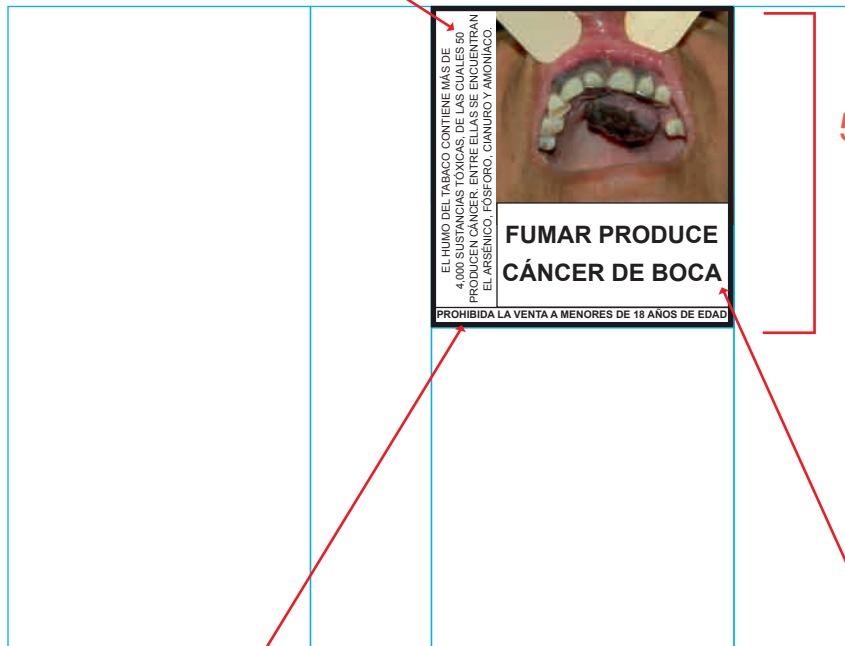 EL HUMO DEL TABACO CONTIENE MÁS DE
4,000 SUSTANCIAS TÓXICAS, DE LAS CUALES 50
PRODUCEN CÁNCER. ENTRE ELLAS SE ENCUENTRAN
EL ARSÉNICO, FÓSFORO, CIANURO Y AMONÍACO.
FUMAR PRODUCE
CÁNCER DE BOCA
PROHIBIDA LA VENTA A MENORES DE 18 AÑOS DE EDAD